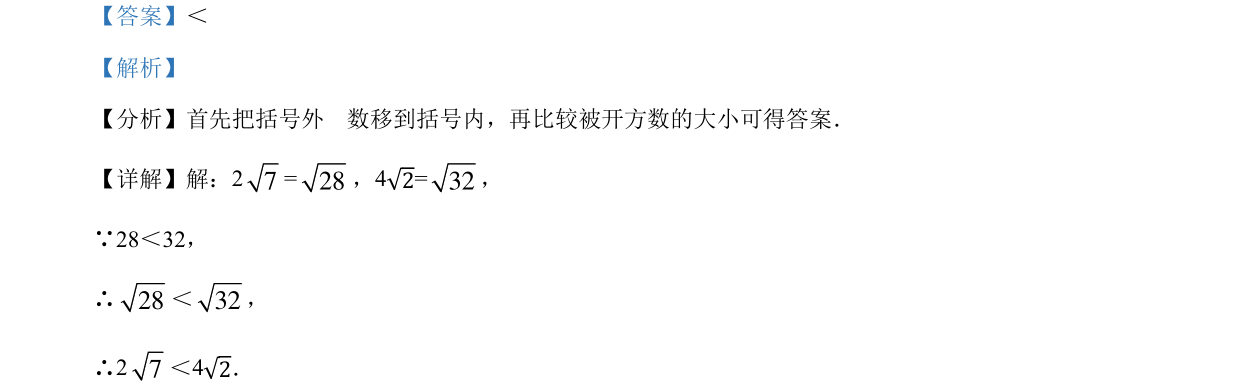 【答案】＜
【解析】
【分析】首先把括号外 数移到括号内，再比较被开方数的大小可得答案．
【详解】解：2√7=√28，4√2=√32，
∵28＜32，
∴√28＜√32，
∴2√7＜4√2．